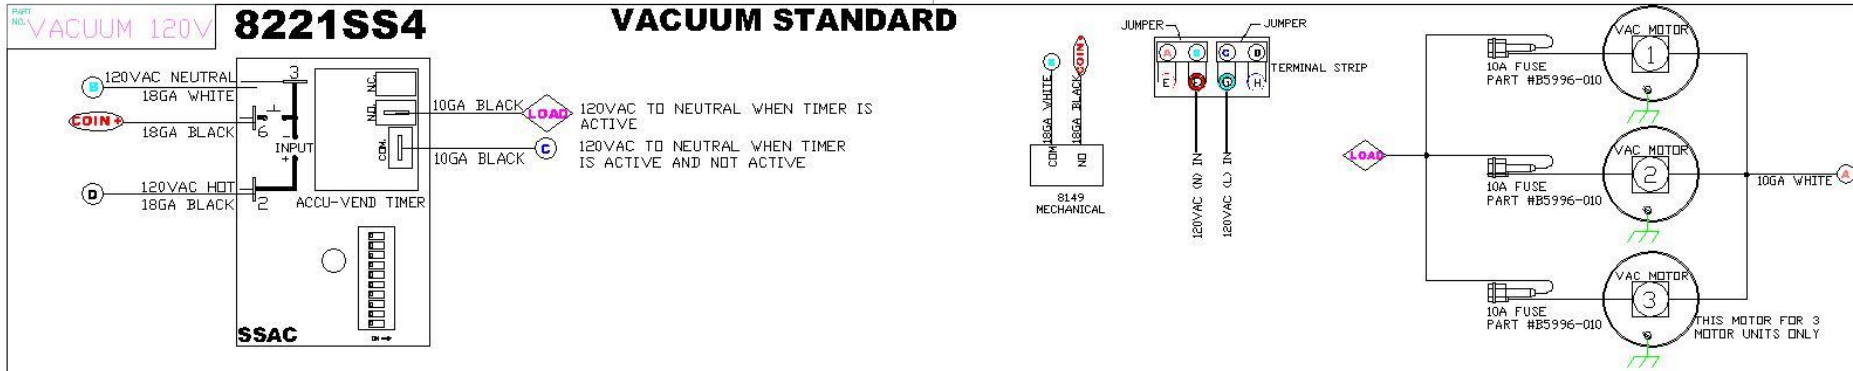 PART NO.
VACUUM 120V
8221SS4
VACUUM STANDARD
120VAC NEUTRAL
18GA WHITE
B
COIN +
18GA BLACK
120VAC HOT
18GA BLACK
D
3
6
INPUT
-
+
2
N.C.
N.O.
COM.
ACCU-VEND TIMER
SSAC
ON
10GA BLACK
LOAD
120VAC TO NEUTRAL WHEN TIMER IS
ACTIVE
10GA BLACK
C
120VAC TO NEUTRAL WHEN TIMER
IS ACTIVE AND NOT ACTIVE
B
COIN+
18GA WHITE
18GA BLACK
COM
NO
8149
MECHANICAL
JUMPER
JUMPER
A B C D
E G H
TERMINAL STRIP
120VAC (N) IN
120VAC (L) IN
LOAD
10A FUSE
PART #B5996-010
VAC MOTOR
1
10A FUSE
PART #B5996-010
VAC MOTOR
2
10GA WHITE
A
10A FUSE
PART #B5996-010
VAC MOTOR
3
THIS MOTOR FOR 3
MOTOR UNITS ONLY